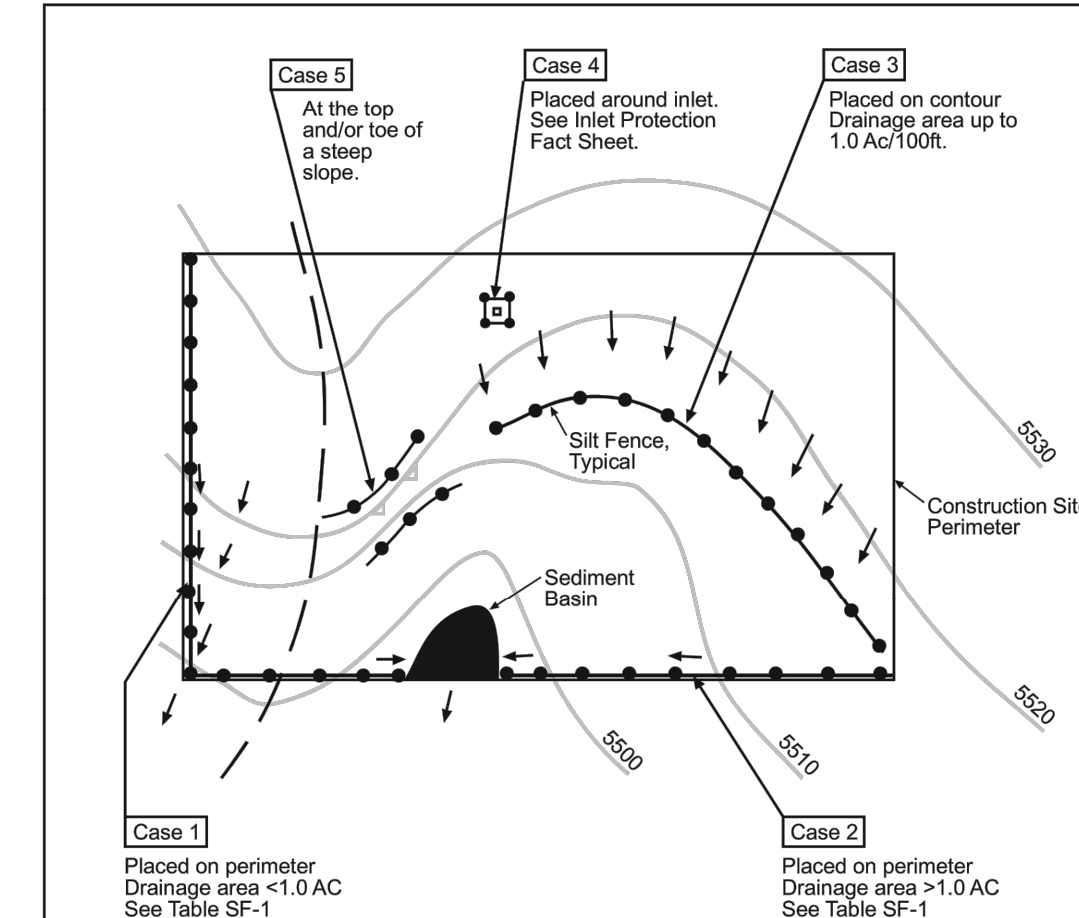 Case 5
At the top
and/or toe of
a steep
slope.
Case 4
Placed around inlet.
See Inlet Protection
Fact Sheet.
Case 3
Placed on contour
Drainage area up to
1.0 Ac/100ft.
Silt Fence,
Typical
5530
Construction Sit
Perimeter
Sediment
Basin
5500
5510
5520
Case 1
Placed on perimeter
Drainage area <1.0 AC
See Table SF-1
Case 2
Placed on perimeter
Drainage area >1.0 AC
See Table SF-1